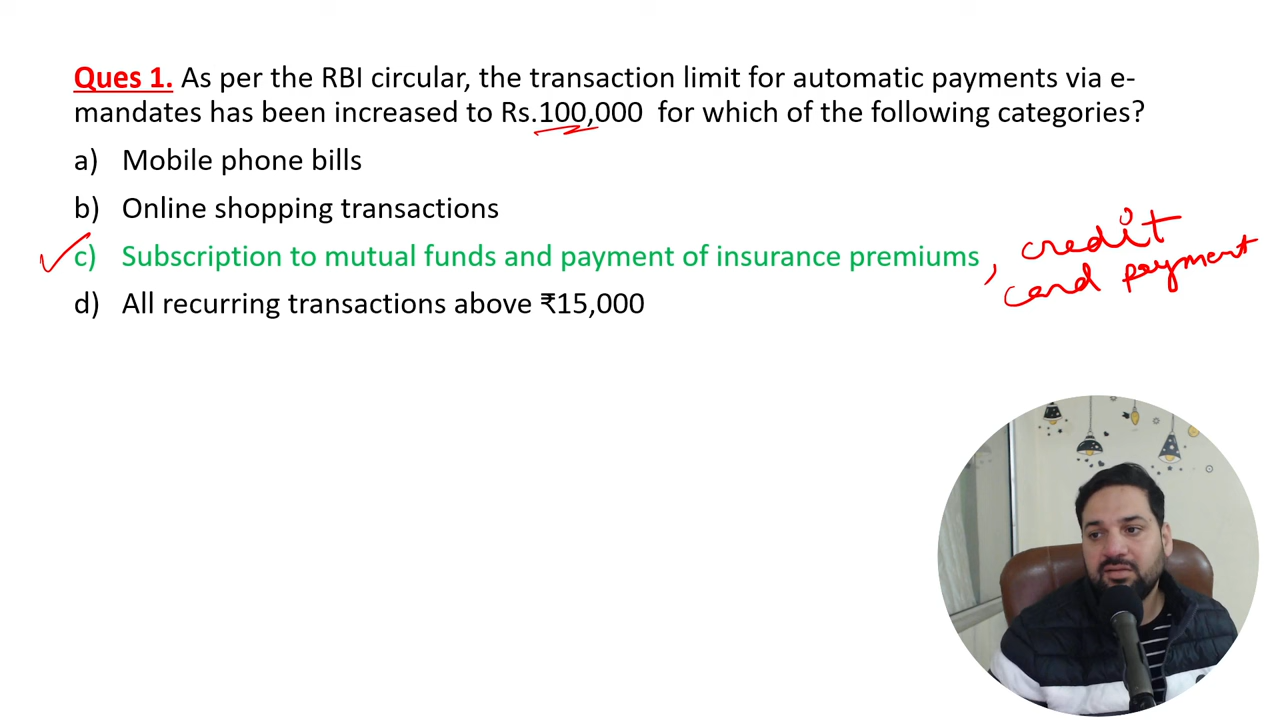 Ques 1. As per the RBI circular, the transaction limit for automatic payments via e-
mandates has been increased to Rs.100,000 for which of the following categories?
a) Mobile phone bills
b) Online shopping transactions
c) Subscription to mutual funds and payment of insurance premiums , credit
card payment
d) All recurring transactions above ₹15,000